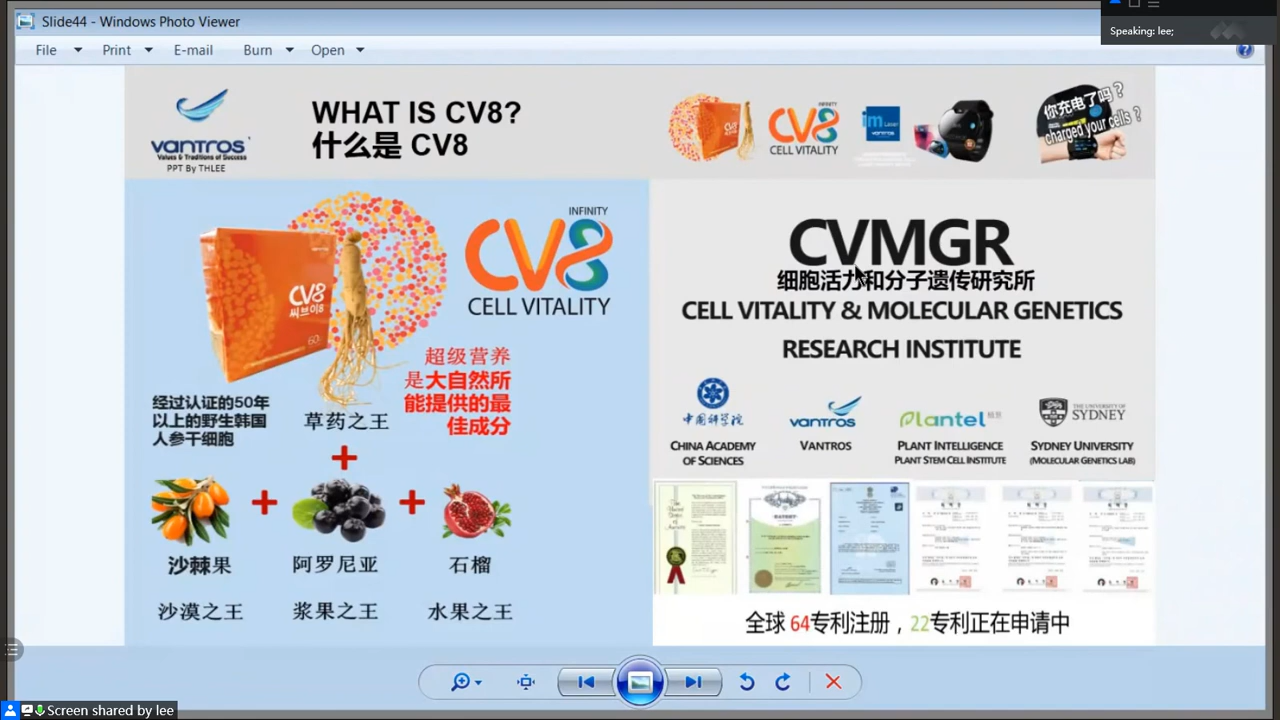 Slide44 - Windows Photo Viewer
Speaking: lee;
File
Print
E-mail
Burn
Open
vantros
Values & Traditions of Success
PPT By THLEE
WHAT IS CV8?
什么是 CV8
INFINITY
CV8
CELL VITALITY
你充电了吗？
charged your cells ?
CV8
씨브이8
60
INFINITY
CV8
CELL VITALITY
超级营养
是大自然所
能提供的最
佳成分
经过认证的50年
以上的野生韩国
人参干细胞
草药之王
+
+
+
沙棘果
阿罗尼亚
石榴
沙漠之王
浆果之王
水果之王
CVMGR
细胞活力和分子遗传研究所
CELL VITALITY & MOLECULAR GENETICS
RESEARCH INSTITUTE
中国科学院
vantros
Plantel
THE UNIVERSITY OF
SYDNEY
CHINA ACADEMY
OF SCIENCES
VANTROS
PLANT INTELLIGENCE
PLANT STEM CELL INSTITUTE
SYDNEY UNIVERSITY
(MOLECULAR GENETICS LAB)
全球 64专利注册，22专利正在申请中
Screen shared by lee